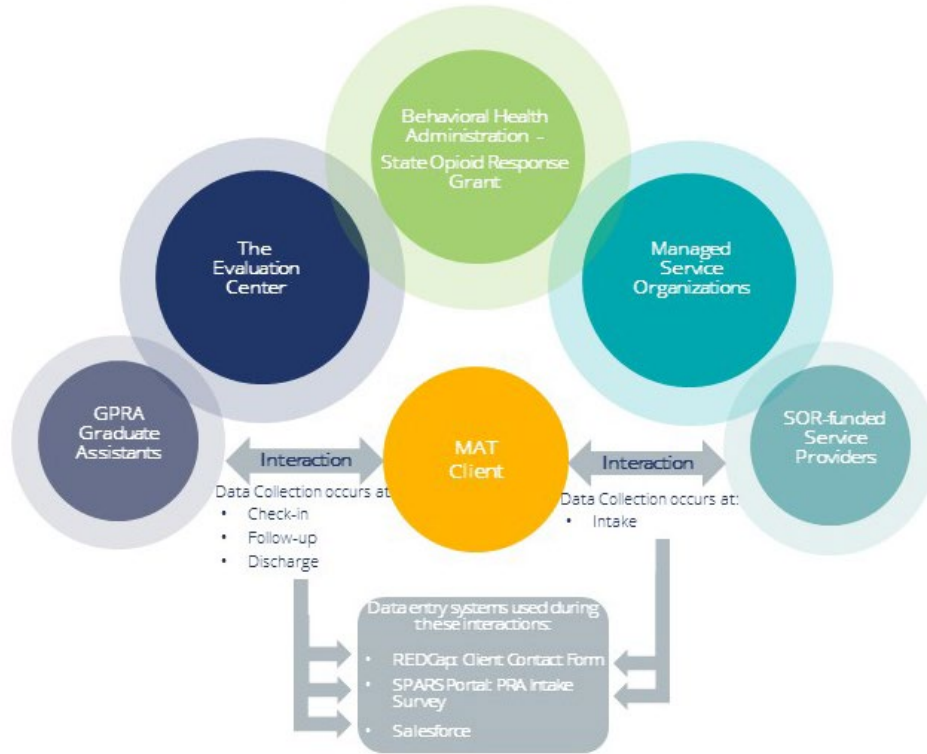 Behavioral Health
Administration –
State Opioid Response
Grant
The
Evaluation
Center
Managed
Service
Organizations
GPRA
Graduate
Assistants
MAT
Client
SOR-funded
Service
Providers
Interaction
Data Collection occurs at
• Check-in
• Follow-up
• Discharge
Interaction
Data Collection occurs at:
• Intake
Data entry systems used during
these interactions:
• REDCap: Client Contact Form
• SPARS Portal: PRA Intake
Survey
• Salesforce